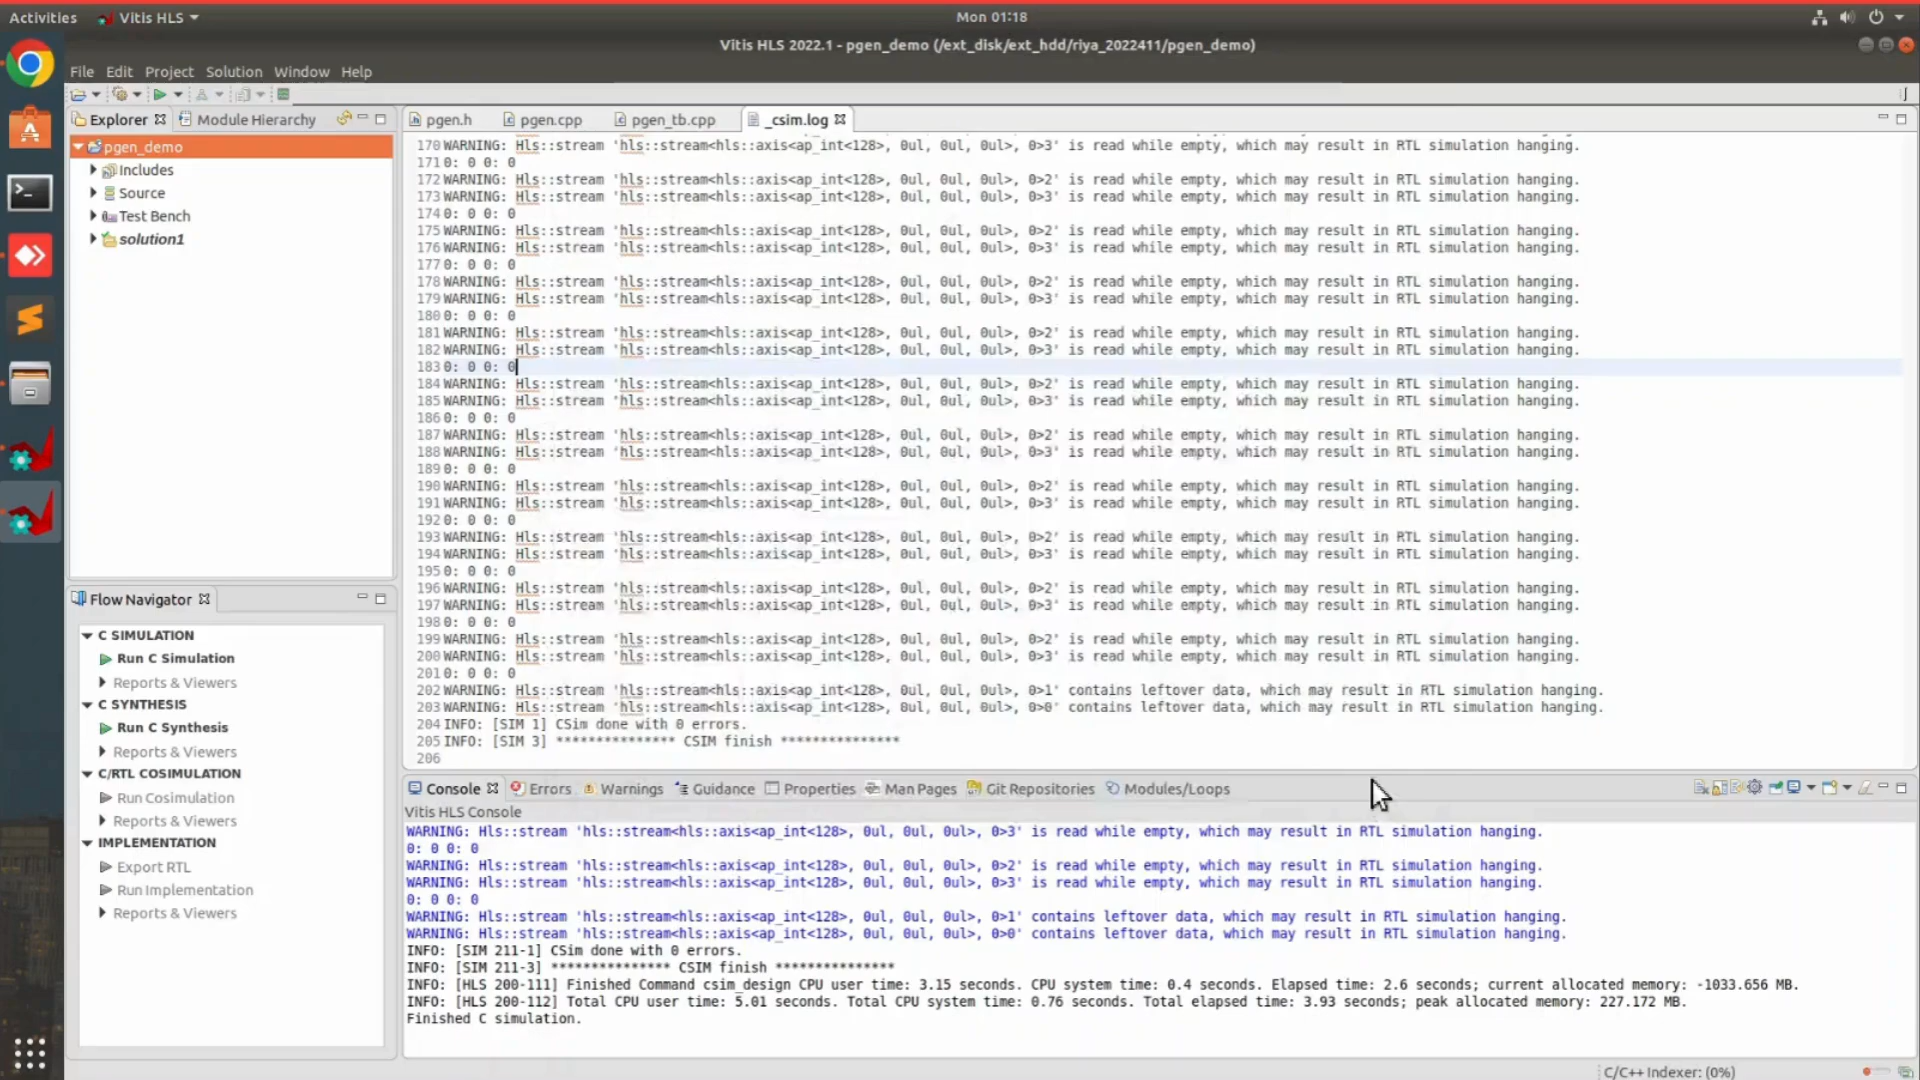 Activities Vitis HLS Mon 01:18
Vitis HLS 2022.1 - pgen_demo (/ext_disk/ext_hdd/riya_2022411/pgen_demo)
File Edit Project Solution Window Help
Explorer Module Hierarchy
pgen_demo
Includes
Source
Test Bench
solution1
Flow Navigator
C SIMULATION
Run C Simulation
Reports & Viewers
C SYNTHESIS
Run C Synthesis
Reports & Viewers
C/RTL COSIMULATION
Run Cosimulation
Reports & Viewers
IMPLEMENTATION
Export RTL
Run Implementation
Reports & Viewers
pgen.h pgen.cpp pgen_tb.cpp _csim.log
170 WARNING: Hls::stream 'hls::stream<hls::axis<ap_int<128>, 0ul, 0ul, 0ul>, 0>3' is read while empty, which may result in RTL simulation hanging.
171 0: 0 0: 0
172 WARNING: Hls::stream 'hls::stream<hls::axis<ap_int<128>, 0ul, 0ul, 0ul>, 0>2' is read while empty, which may result in RTL simulation hanging.
173 WARNING: Hls::stream 'hls::stream<hls::axis<ap_int<128>, 0ul, 0ul, 0ul>, 0>3' is read while empty, which may result in RTL simulation hanging.
174 0: 0 0: 0
175 WARNING: Hls::stream 'hls::stream<hls::axis<ap_int<128>, 0ul, 0ul, 0ul>, 0>2' is read while empty, which may result in RTL simulation hanging.
176 WARNING: Hls::stream 'hls::stream<hls::axis<ap_int<128>, 0ul, 0ul, 0ul>, 0>3' is read while empty, which may result in RTL simulation hanging.
177 0: 0 0: 0
178 WARNING: Hls::stream 'hls::stream<hls::axis<ap_int<128>, 0ul, 0ul, 0ul>, 0>2' is read while empty, which may result in RTL simulation hanging.
179 WARNING: Hls::stream 'hls::stream<hls::axis<ap_int<128>, 0ul, 0ul, 0ul>, 0>3' is read while empty, which may result in RTL simulation hanging.
180 0: 0 0: 0
181 WARNING: Hls::stream 'hls::stream<hls::axis<ap_int<128>, 0ul, 0ul, 0ul>, 0>2' is read while empty, which may result in RTL simulation hanging.
182 WARNING: Hls::stream 'hls::stream<hls::axis<ap_int<128>, 0ul, 0ul, 0ul>, 0>3' is read while empty, which may result in RTL simulation hanging.
183 0: 0 0: 0
184 WARNING: Hls::stream 'hls::stream<hls::axis<ap_int<128>, 0ul, 0ul, 0ul>, 0>2' is read while empty, which may result in RTL simulation hanging.
185 WARNING: Hls::stream 'hls::stream<hls::axis<ap_int<128>, 0ul, 0ul, 0ul>, 0>3' is read while empty, which may result in RTL simulation hanging.
186 0: 0 0: 0
187 WARNING: Hls::stream 'hls::stream<hls::axis<ap_int<128>, 0ul, 0ul, 0ul>, 0>2' is read while empty, which may result in RTL simulation hanging.
188 WARNING: Hls::stream 'hls::stream<hls::axis<ap_int<128>, 0ul, 0ul, 0ul>, 0>3' is read while empty, which may result in RTL simulation hanging.
189 0: 0 0: 0
190 WARNING: Hls::stream 'hls::stream<hls::axis<ap_int<128>, 0ul, 0ul, 0ul>, 0>2' is read while empty, which may result in RTL simulation hanging.
191 WARNING: Hls::stream 'hls::stream<hls::axis<ap_int<128>, 0ul, 0ul, 0ul>, 0>3' is read while empty, which may result in RTL simulation hanging.
192 0: 0 0: 0
193 WARNING: Hls::stream 'hls::stream<hls::axis<ap_int<128>, 0ul, 0ul, 0ul>, 0>2' is read while empty, which may result in RTL simulation hanging.
194 WARNING: Hls::stream 'hls::stream<hls::axis<ap_int<128>, 0ul, 0ul, 0ul>, 0>3' is read while empty, which may result in RTL simulation hanging.
195 0: 0 0: 0
196 WARNING: Hls::stream 'hls::stream<hls::axis<ap_int<128>, 0ul, 0ul, 0ul>, 0>2' is read while empty, which may result in RTL simulation hanging.
197 WARNING: Hls::stream 'hls::stream<hls::axis<ap_int<128>, 0ul, 0ul, 0ul>, 0>3' is read while empty, which may result in RTL simulation hanging.
198 0: 0 0: 0
199 WARNING: Hls::stream 'hls::stream<hls::axis<ap_int<128>, 0ul, 0ul, 0ul>, 0>2' is read while empty, which may result in RTL simulation hanging.
200 WARNING: Hls::stream 'hls::stream<hls::axis<ap_int<128>, 0ul, 0ul, 0ul>, 0>3' is read while empty, which may result in RTL simulation hanging.
201 0: 0 0: 0
202 WARNING: Hls::stream 'hls::stream<hls::axis<ap_int<128>, 0ul, 0ul, 0ul>, 0>1' contains leftover data, which may result in RTL simulation hanging.
203 WARNING: Hls::stream 'hls::stream<hls::axis<ap_int<128>, 0ul, 0ul, 0ul>, 0>0' contains leftover data, which may result in RTL simulation hanging.
204 INFO: [SIM 1] CSim done with 0 errors.
205 INFO: [SIM 3] *************** CSIM finish ***************
206
Console Errors Warnings Guidance Properties Man Pages Git Repositories Modules/Loops
Vitis HLS Console
WARNING: Hls::stream 'hls::stream<hls::axis<ap_int<128>, 0ul, 0ul, 0ul>, 0>3' is read while empty, which may result in RTL simulation hanging.
0: 0 0: 0
WARNING: Hls::stream 'hls::stream<hls::axis<ap_int<128>, 0ul, 0ul, 0ul>, 0>2' is read while empty, which may result in RTL simulation hanging.
WARNING: Hls::stream 'hls::stream<hls::axis<ap_int<128>, 0ul, 0ul, 0ul>, 0>3' is read while empty, which may result in RTL simulation hanging.
0: 0 0: 0
WARNING: Hls::stream 'hls::stream<hls::axis<ap_int<128>, 0ul, 0ul, 0ul>, 0>1' contains leftover data, which may result in RTL simulation hanging.
WARNING: Hls::stream 'hls::stream<hls::axis<ap_int<128>, 0ul, 0ul, 0ul>, 0>0' contains leftover data, which may result in RTL simulation hanging.
INFO: [SIM 211-1] CSim done with 0 errors.
INFO: [SIM 211-3] *************** CSIM finish ***************
INFO: [HLS 200-111] Finished Command csim_design CPU user time: 3.15 seconds. CPU system time: 0.4 seconds. Elapsed time: 2.6 seconds; current allocated memory: -1033.656 MB.
INFO: [HLS 200-112] Total CPU user time: 5.01 seconds. Total CPU system time: 0.76 seconds. Total elapsed time: 3.93 seconds; peak allocated memory: 227.172 MB.
Finished C simulation.
C/C++ Indexer: (0%)